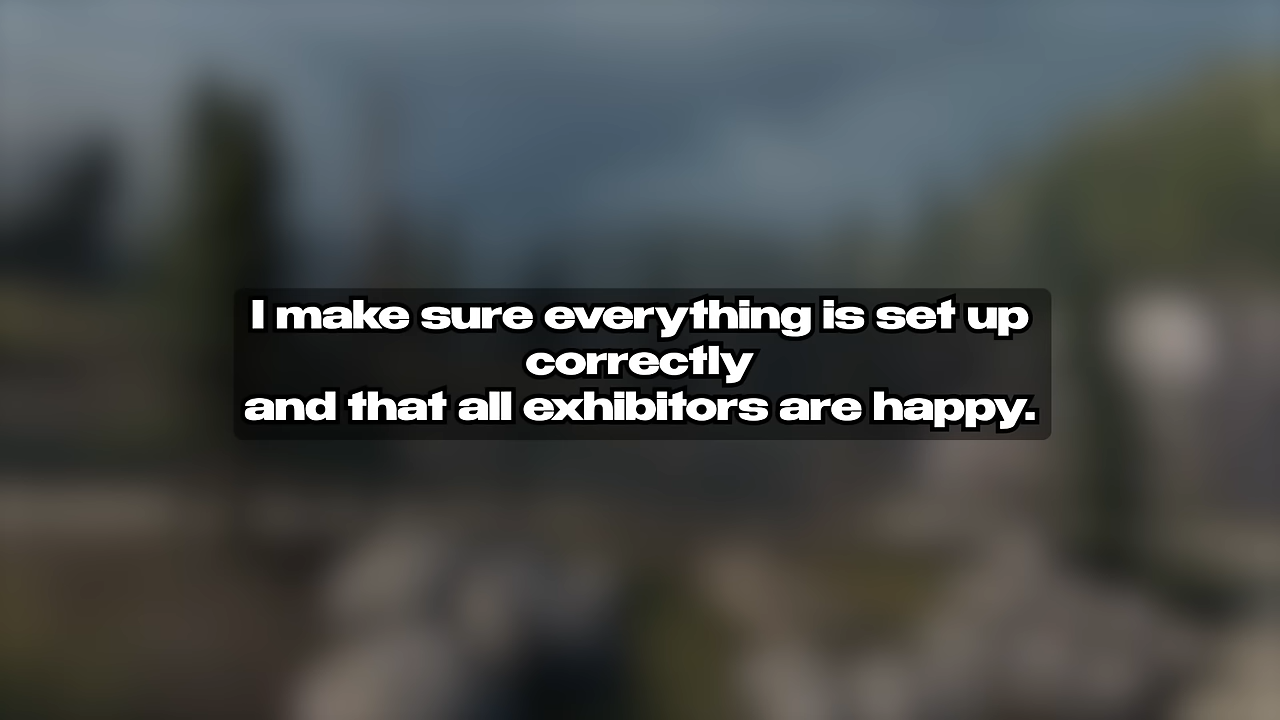 I make sure everything is set up
correctly
and that all exhibitors are happy.